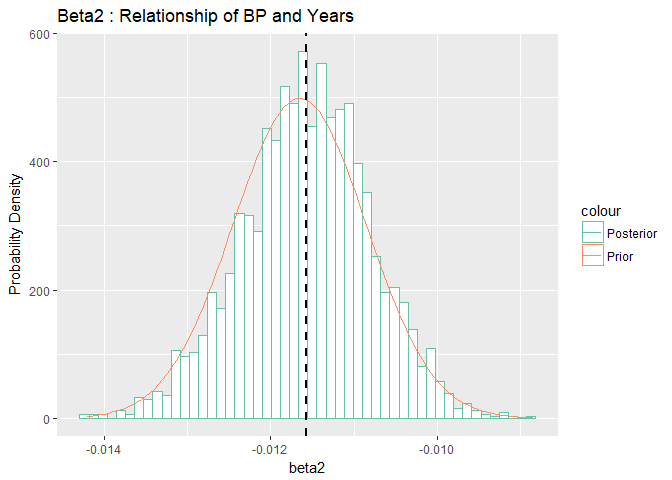 Beta2 : Relationship of BP and Years
Probability Density
600
400
200
0
-0.014
-0.012
-0.010
beta2
colour
Posterior
Prior